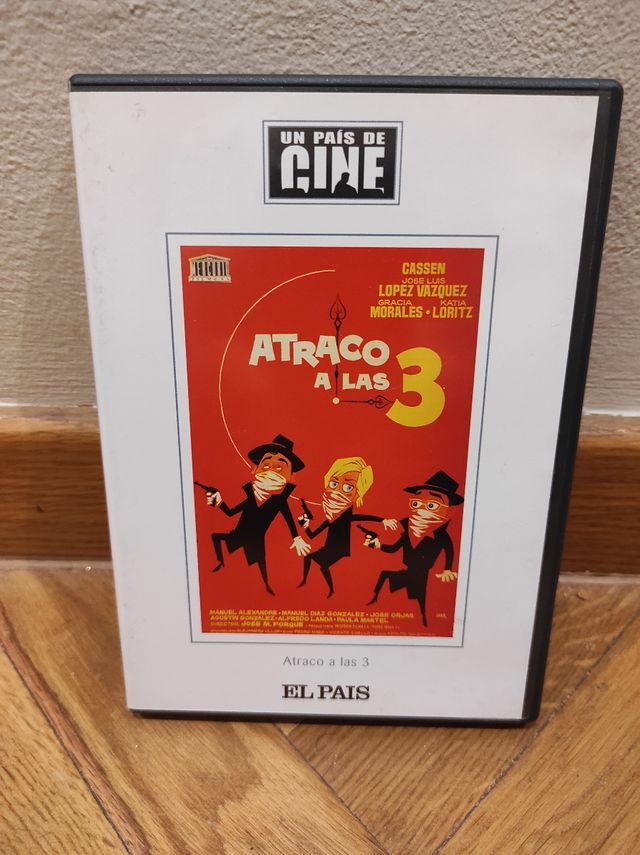 UN PAÍS DE
CINE
CASSEN
JOSE LUIS
LOPEZ VAZQUEZ
GRACIA KATIA
MORALES • LORITZ
ATRACO
A LAS
3
MANUEL ALEXANDRE • MANUEL DIAZ GONZALEZ • JOSE ORJAS
AGUSTIN GONZALEZ • ALFREDO LANDA • PAULA MARTEL
DIRECTOR: JOSE M. FORQUE
Atraco a las 3
EL PAIS